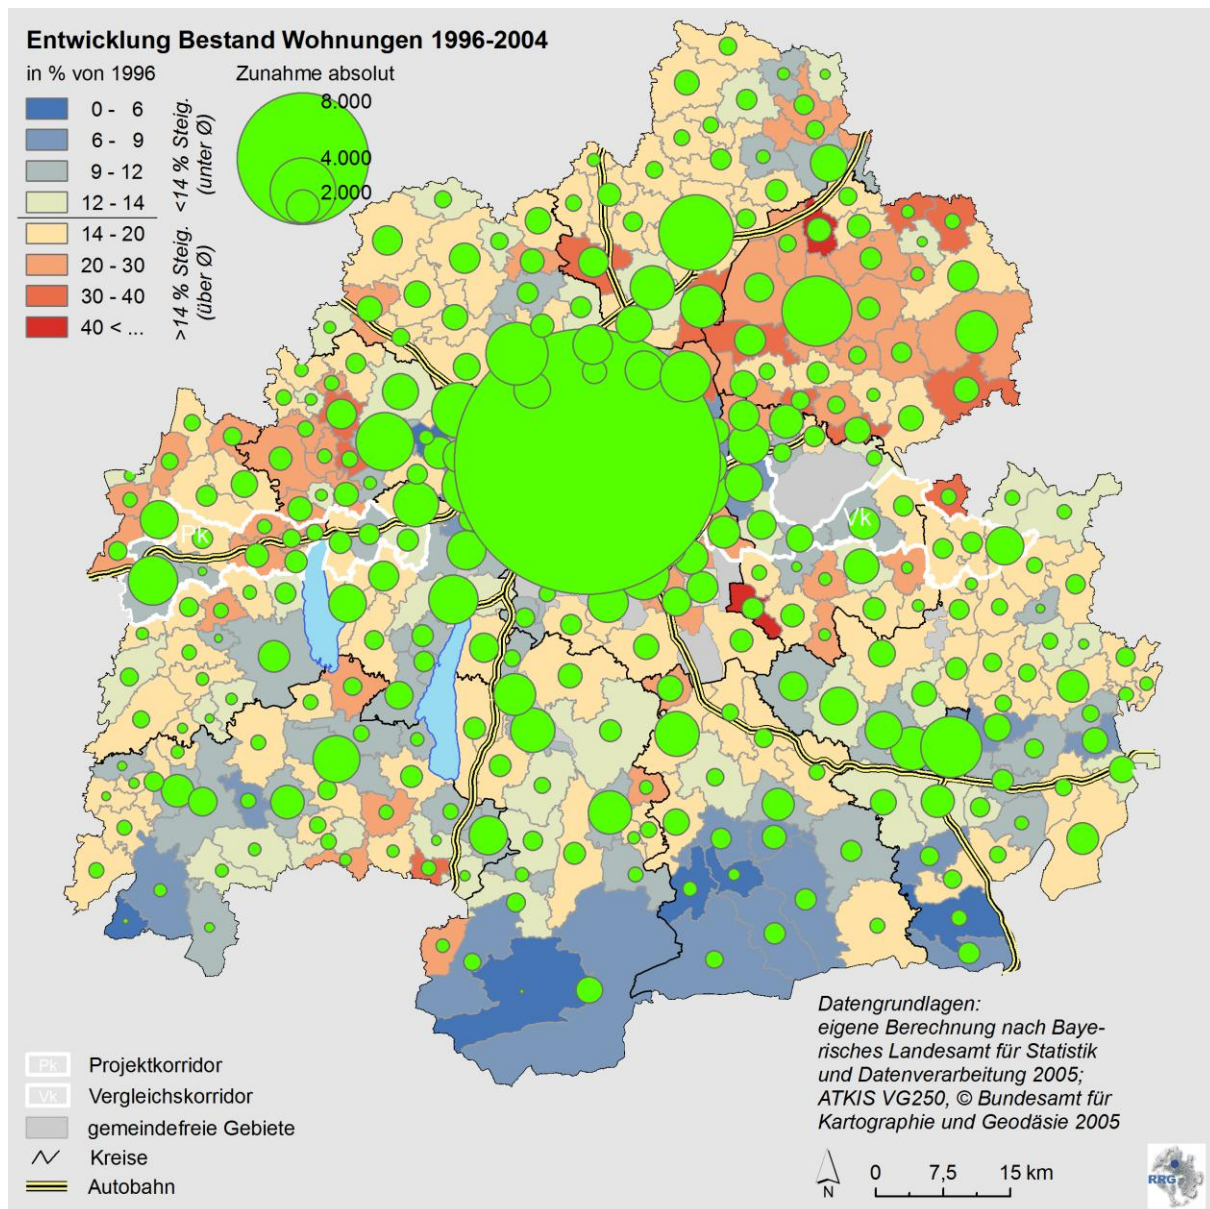 Entwicklung Bestand Wohnungen 1996-2004
in % von 1996
Zunahme absolut
0 - 6
6 - 9
9 - 12
12 - 14
14 - 20
20 - 30
30 - 40
40 < ...
<14 % Steig.
(unter Ø)
>14 % Steig.
(über Ø)
8.000
4.000
2.000
Pk
Vk
Pk Projektkorridor
Vk Vergleichskorridor
gemeindefreie Gebiete
Kreise
Autobahn
Datengrundlagen:
eigene Berechnung nach Baye-
risches Landesamt für Statistik
und Datenverarbeitung 2005;
ATKIS VG250, © Bundesamt für
Kartographie und Geodäsie 2005
N
0 7,5 15 km
RRG